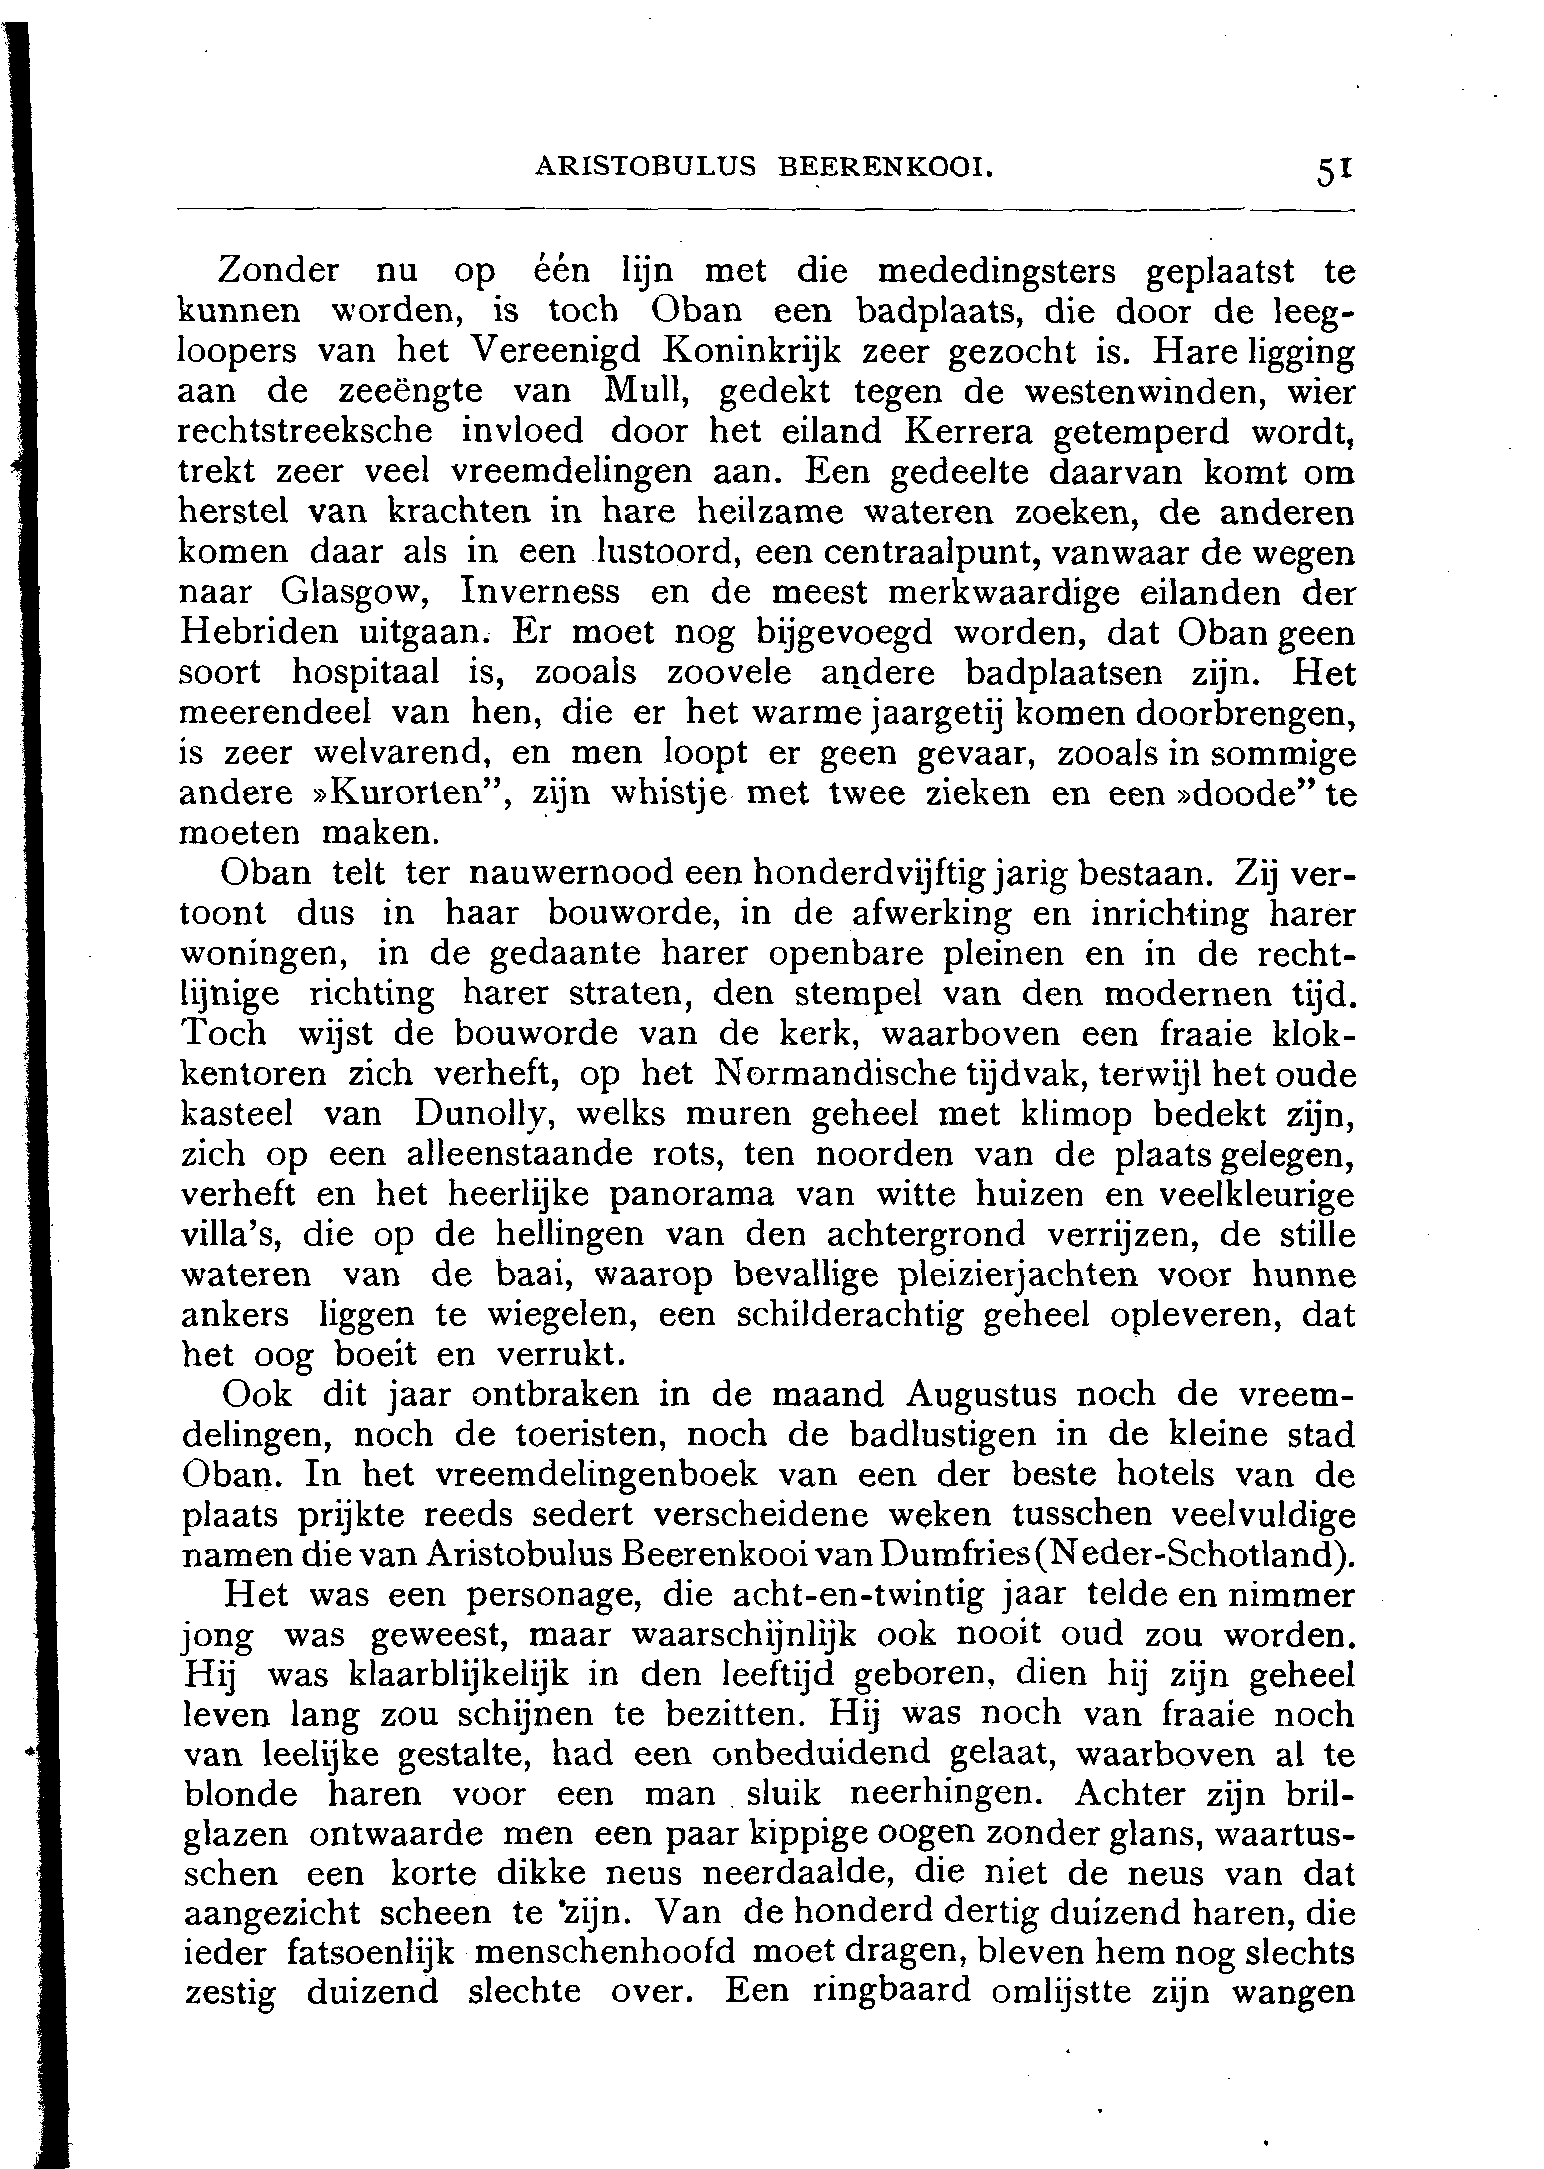 ARISTOBULUS BEERENKOOI. 51
Zonder nu op één lijn met die mededingsters geplaatst te
kunnen worden, is toch Oban een badplaats, die door de leeg-
loopers van het Vereenigd Koninkrijk zeer gezocht is. Hare ligging
aan de zeeëngte van Mull, gedekt tegen de westenwinden, wier
rechtstreeksche invloed door het eiland Kerrera getemperd wordt,
trekt zeer veel vreemdelingen aan. Een gedeelte daarvan komt om
herstel van krachten in hare heilzame wateren zoeken, de anderen
komen daar als in een lustoord, een centraalpunt, vanwaar de wegen
naar Glasgow, Inverness en de meest merkwaardige eilanden der
Hebriden uitgaan. Er moet nog bijgevoegd worden, dat Oban geen
soort hospitaal is, zooals zoovele andere badplaatsen zijn. Het
meerendeel van hen, die er het warme jaargetij komen doorbrengen,
is zeer welvarend, en men loopt er geen gevaar, zooals in sommige
andere »Kurorten”, zijn whistje met twee zieken en een »doode” te
moeten maken.
Oban telt ter nauwernood een honderdvijftig jarig bestaan. Zij ver-
toont dus in haar bouworde, in de afwerking en inrichting harer
woningen, in de gedaante harer openbare pleinen en in de recht-
lijnige richting harer straten, den stempel van den modernen tijd.
Toch wijst de bouworde van de kerk, waarboven een fraaie klok-
kentoren zich verheft, op het Normandische tijdvak, terwijl het oude
kasteel van Dunolly, welks muren geheel met klimop bedekt zijn,
zich op een alleenstaande rots, ten noorden van de plaats gelegen,
verheft en het heerlijke panorama van witte huizen en veelkleurige
villa's, die op de hellingen van den achtergrond verrijzen, de stille
wateren van de baai, waarop bevallige pleizierjachten voor hunne
ankers liggen te wiegelen, een schilderachtig geheel opleveren, dat
het oog boeit en verrukt.
Ook dit jaar ontbraken in de maand Augustus noch de vreem-
delingen, noch de toeristen, noch de badlustigen in de kleine stad
Oban. In het vreemdelingenboek van een der beste hotels van de
plaats prijkte reeds sedert verscheidene weken tusschen veelvuldige
namen die van Aristobulus Beerenkooi van Dumfries (Neder-Schotland).
Het was een personage, die acht-en-twintig jaar telde en nimmer
jong was geweest, maar waarschijnlijk ook nooit oud zou worden.
Hij was klaarblijkelijk in den leeftijd geboren, dien hij zijn geheel
leven lang zou schijnen te bezitten. Hij was noch van fraaie noch
van leelijke gestalte, had een onbeduidend gelaat, waarboven al te
blonde haren voor een man sluik neerhingen. Achter zijn bril-
glazen ontwaarde men een paar kippige oogen zonder glans, waartus-
schen een korte dikke neus neerdaalde, die niet de neus van dat
aangezicht scheen te zijn. Van de honderd dertig duizend haren, die
ieder fatsoenlijk menschenhoofd moet dragen, bleven hem nog slechts
zestig duizend slechte over. Een ringbaard omlijstte zijn wangen